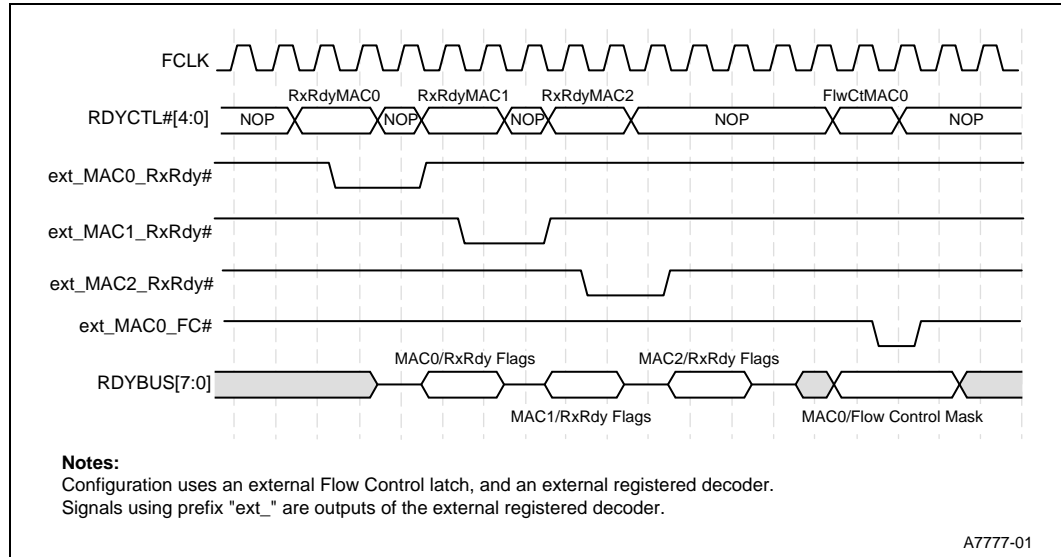 FCLK
RxRdyMAC0 RxRdyMAC1 RxRdyMAC2 FlwCtMAC0
RDYCTL#[4:0] NOP NOP NOP NOP NOP
ext_MAC0_RxRdy#
ext_MAC1_RxRdy#
ext_MAC2_RxRdy#
ext_MAC0_FC#
MAC0/RxRdy Flags MAC2/RxRdy Flags
RDYBUS[7:0]
MAC1/RxRdy Flags MAC0/Flow Control Mask
Notes:
Configuration uses an external Flow Control latch, and an external registered decoder.
Signals using prefix "ext_" are outputs of the external registered decoder.
A7777-01